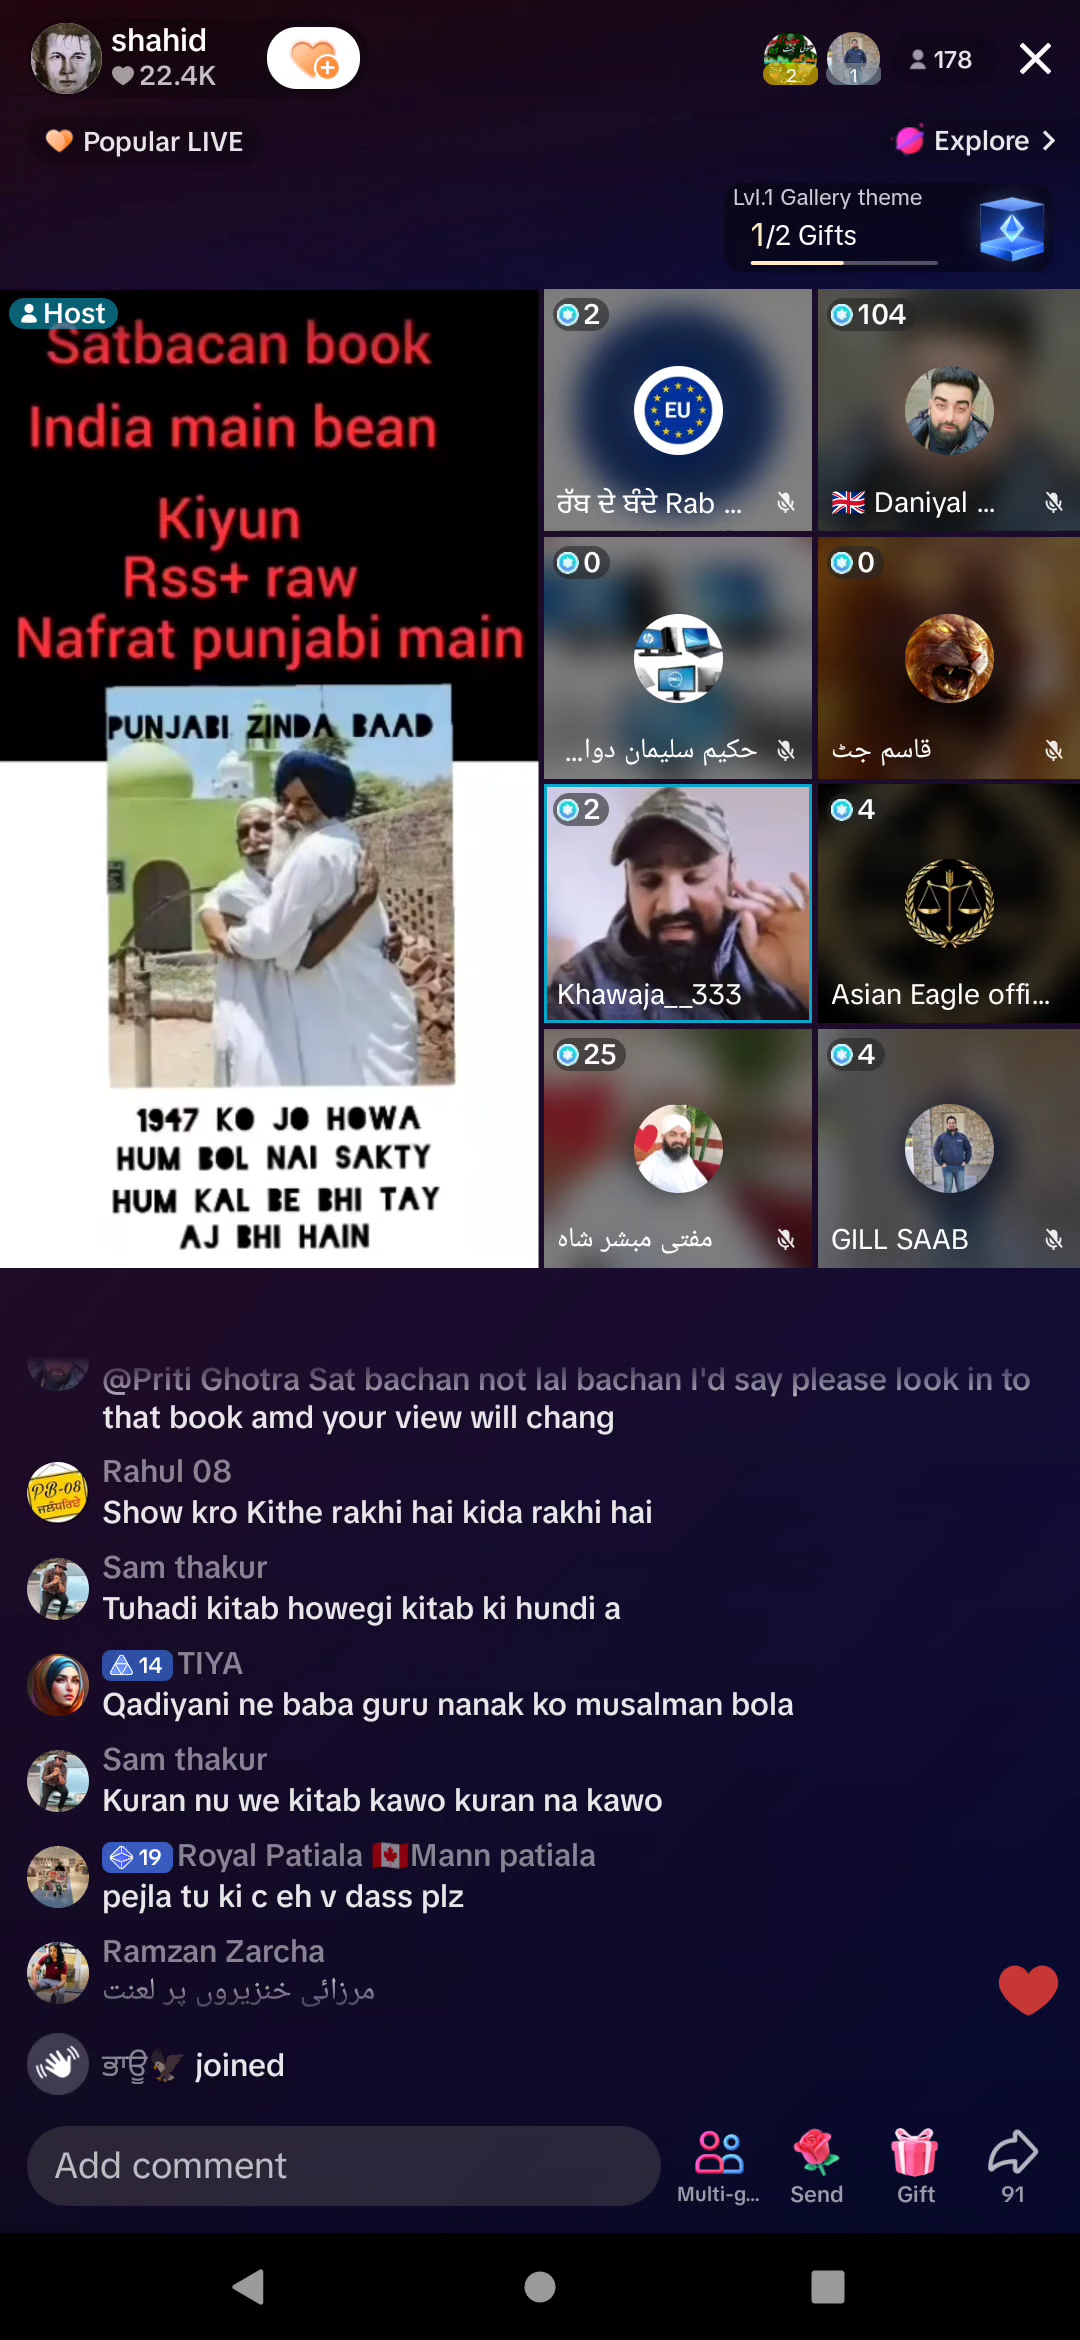 shahid
22.4K
2
1
178
Popular LIVE
Explore
Lvl.1 Gallery theme
1/2 Gifts
Host
Satbacan book
India main bean
Kiyun
Rss+ raw
Nafrat punjabi main
PUNJABI ZINDA BAAD
1947 KO JO HOWA
HUM BOL NAI SAKTY
HUM KAL BE BHI TAY
AJ BHI HAIN
2
EU
ਰੱਬ ਦੇ ਬੰਦੇ Rab ...
104
🇬🇧 Daniyal ...
0
حکیم سلیمان دوا...
0
قاسم جٹ
2
Khawaja__333
4
Asian Eagle offi...
25
مفتی مبشر شاہ
4
GILL SAAB
@Priti Ghotra Sat bachan not lal bachan I'd say please look in to
that book amd your view will chang
PB-08
ਜਲੰਧਰੀਏ
Rahul 08
Show kro Kithe rakhi hai kida rakhi hai
Sam thakur
Tuhadi kitab howegi kitab ki hundi a
14 TIYA
Qadiyani ne baba guru nanak ko musalman bola
Sam thakur
Kuran nu we kitab kawo kuran na kawo
19 Royal Patiala 🇨🇦Mann patiala
pejla tu ki c eh v dass plz
Ramzan Zarcha
مرزائی خنزیروں پر لعنت
ਭਾਊ🦅 joined
Add comment
Multi-g...
Send
Gift
91